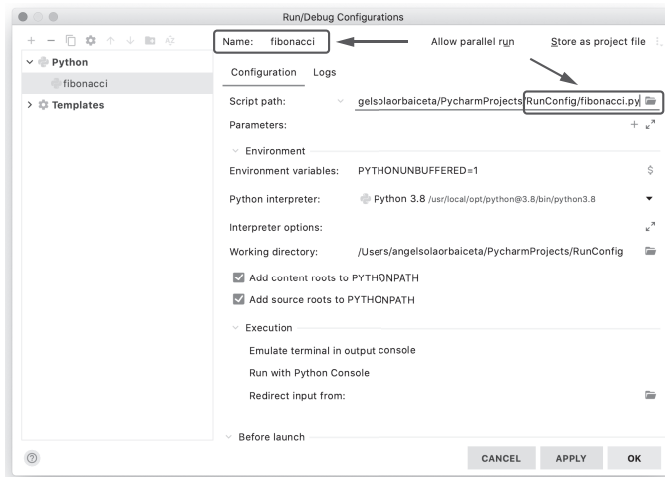 Run/Debug Configurations
Name: fibonacci
Allow parallel run
Store as project file
Python
fibonacci
Templates
Configuration
Logs
Script path: gelsolaorbaiceta/PycharmProjects/RunConfig/fibonacci.py
Parameters:
Environment
Environment variables: PYTHONUNBUFFERED=1
Python interpreter: Python 3.8 /usr/local/opt/python@3.8/bin/python3.8
Interpreter options:
Working directory: /Users/angelsolaorbaiceta/PycharmProjects/RunConfig
Add content roots to PYTHONPATH
Add source roots to PYTHONPATH
Execution
Emulate terminal in output console
Run with Python Console
Redirect input from:
Before launch
CANCEL
APPLY
OK